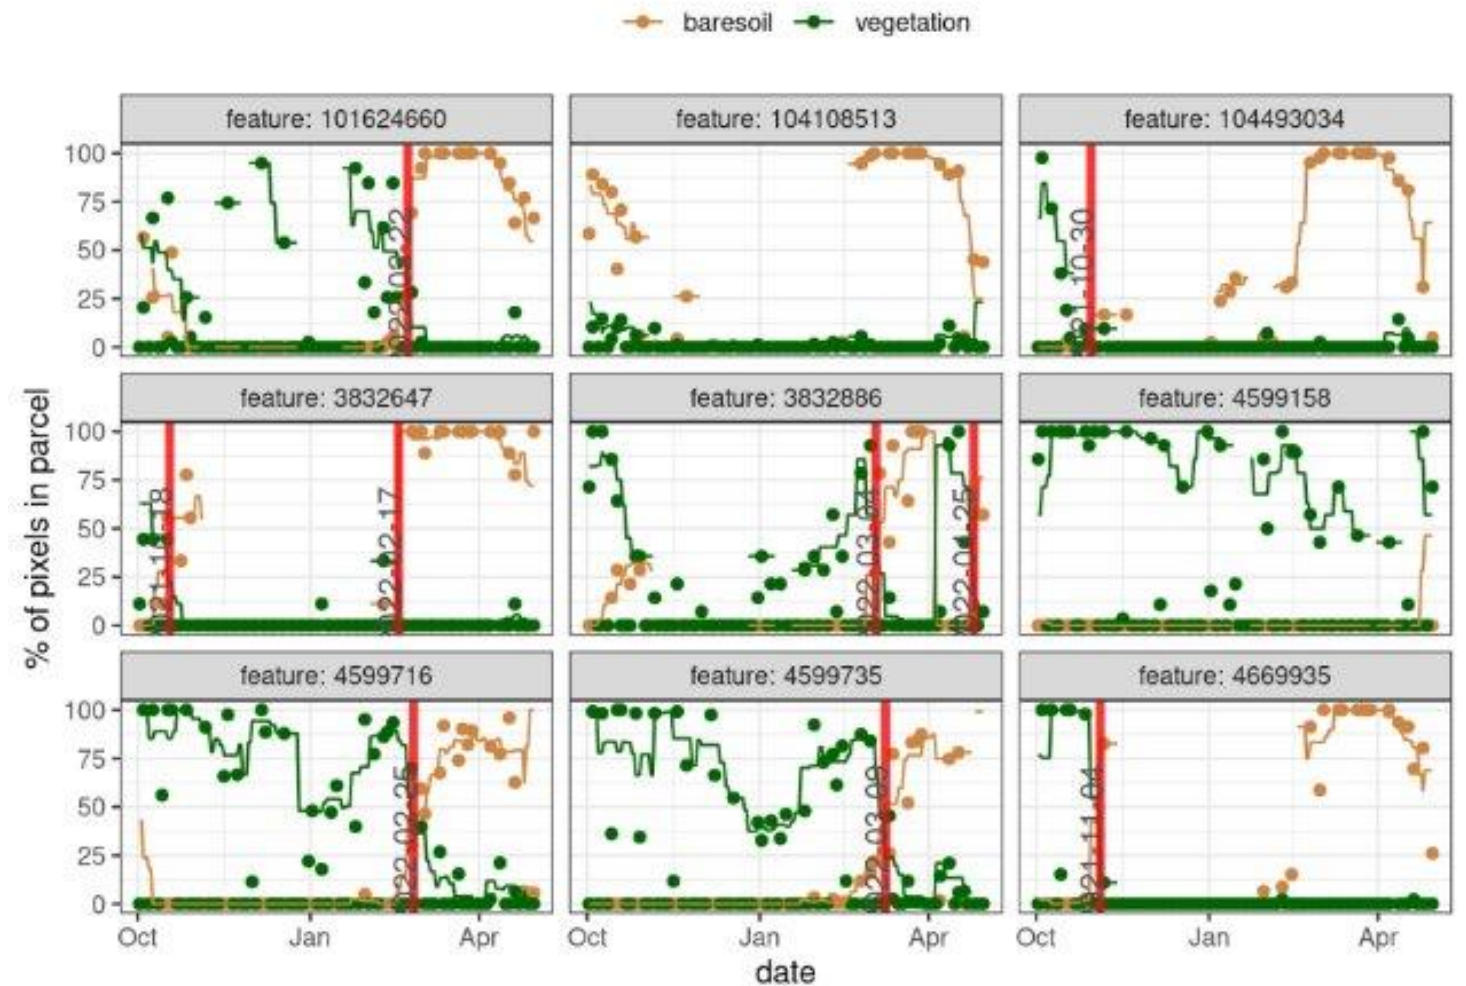 baresoil vegetation
feature: 101624660 feature: 104108513 feature: 104493034
100
75
50
25
0
feature: 3832647 feature: 3832886 feature: 4599158
100
75
50
25
0
feature: 4599716 feature: 4599735 feature: 4669935
100
75
50
25
0
Oct Jan Apr Oct Jan Apr Oct Jan Apr
date
% of pixels in parcel